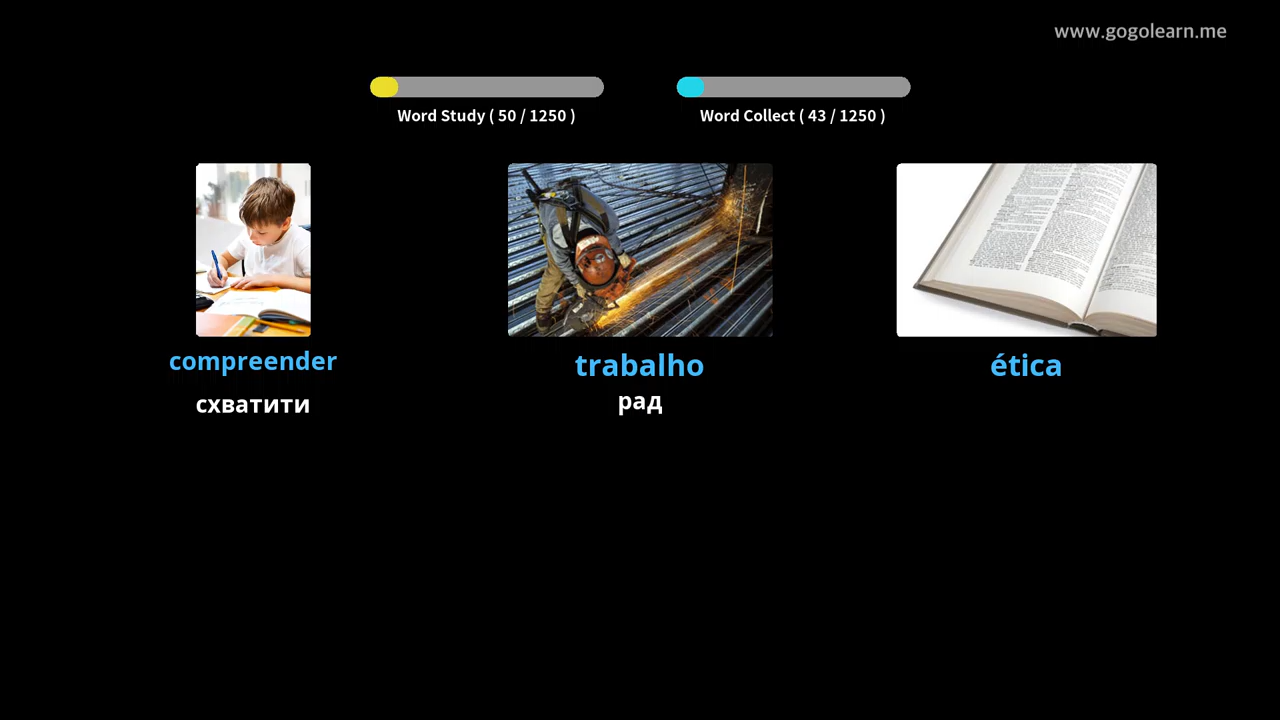 www.gogolearn.me
Word Study ( 50 / 1250 )
Word Collect ( 43 / 1250 )
compreender
trabalho
ética
схватити
рад